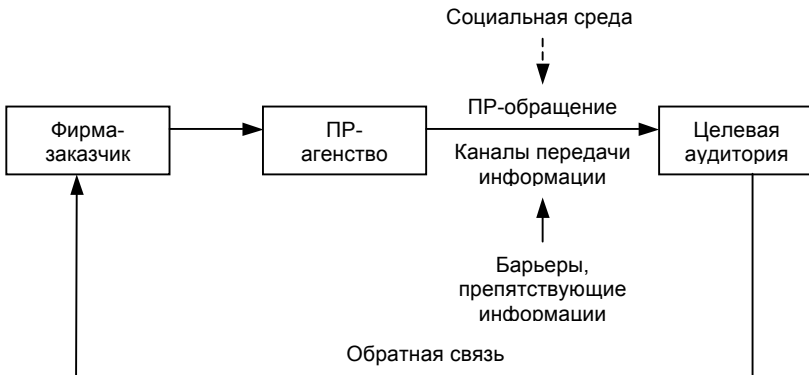 Социальная среда
ПР-обращение
Фирма-
заказчик
ПР-
агенство
Целевая
аудитория
Каналы передачи
информации
Барьеры,
препятствующие
информации
Обратная связь